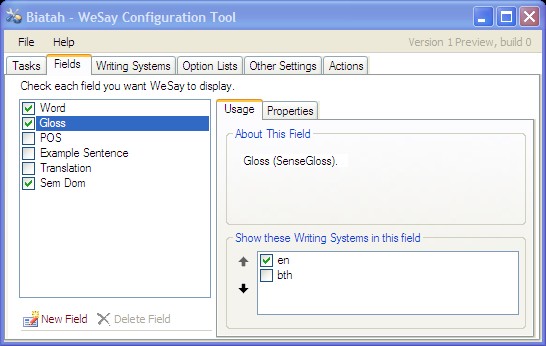 Biatah - WeSay Configuration Tool
File Help Version 1 Preview, build 0
Tasks Fields Writing Systems Option Lists Other Settings Actions
Check each field you want WeSay to display.
Word
Gloss
POS
Example Sentence
Translation
Sem Dom
New Field Delete Field
Usage Properties
About This Field
Gloss (SenseGloss).
Show these Writing Systems in this field
en
bth